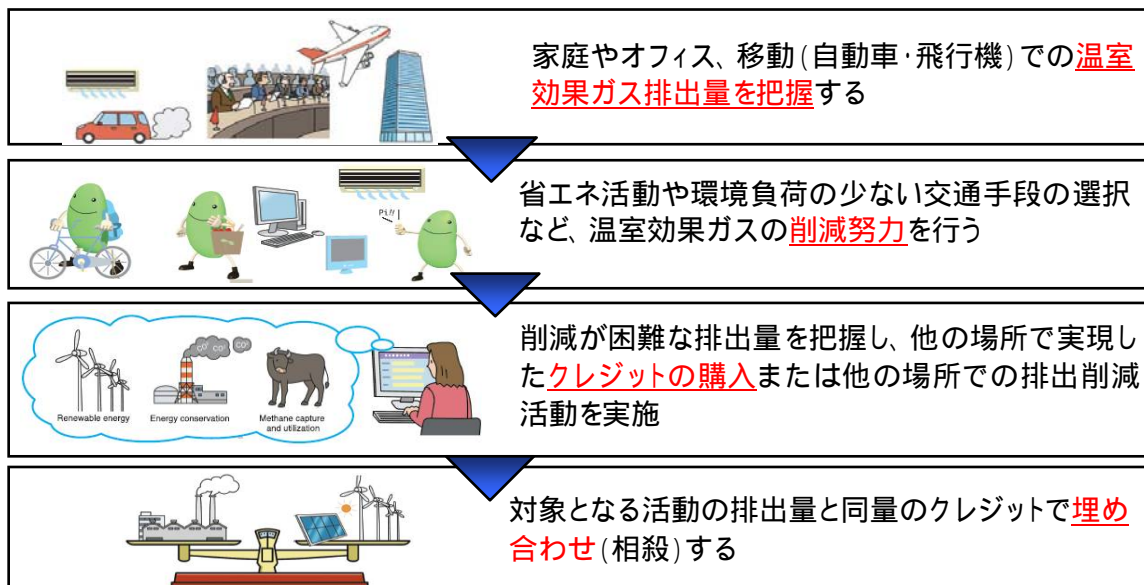 家庭やオフィス、移動(自動車・飛行機)での温室
効果ガス排出量を把握する
省エネ活動や環境負荷の少ない交通手段の選択
など、温室効果ガスの削減努力を行う
Pi!!
CO² CO² CO²
Renewable energy
Energy conservation
Methane capture
and utilization
削減が困難な排出量を把握し、他の場所で実現し
たクレジットの購入または他の場所での排出削減
活動を実施
対象となる活動の排出量と同量のクレジットで埋め
合わせ(相殺)する